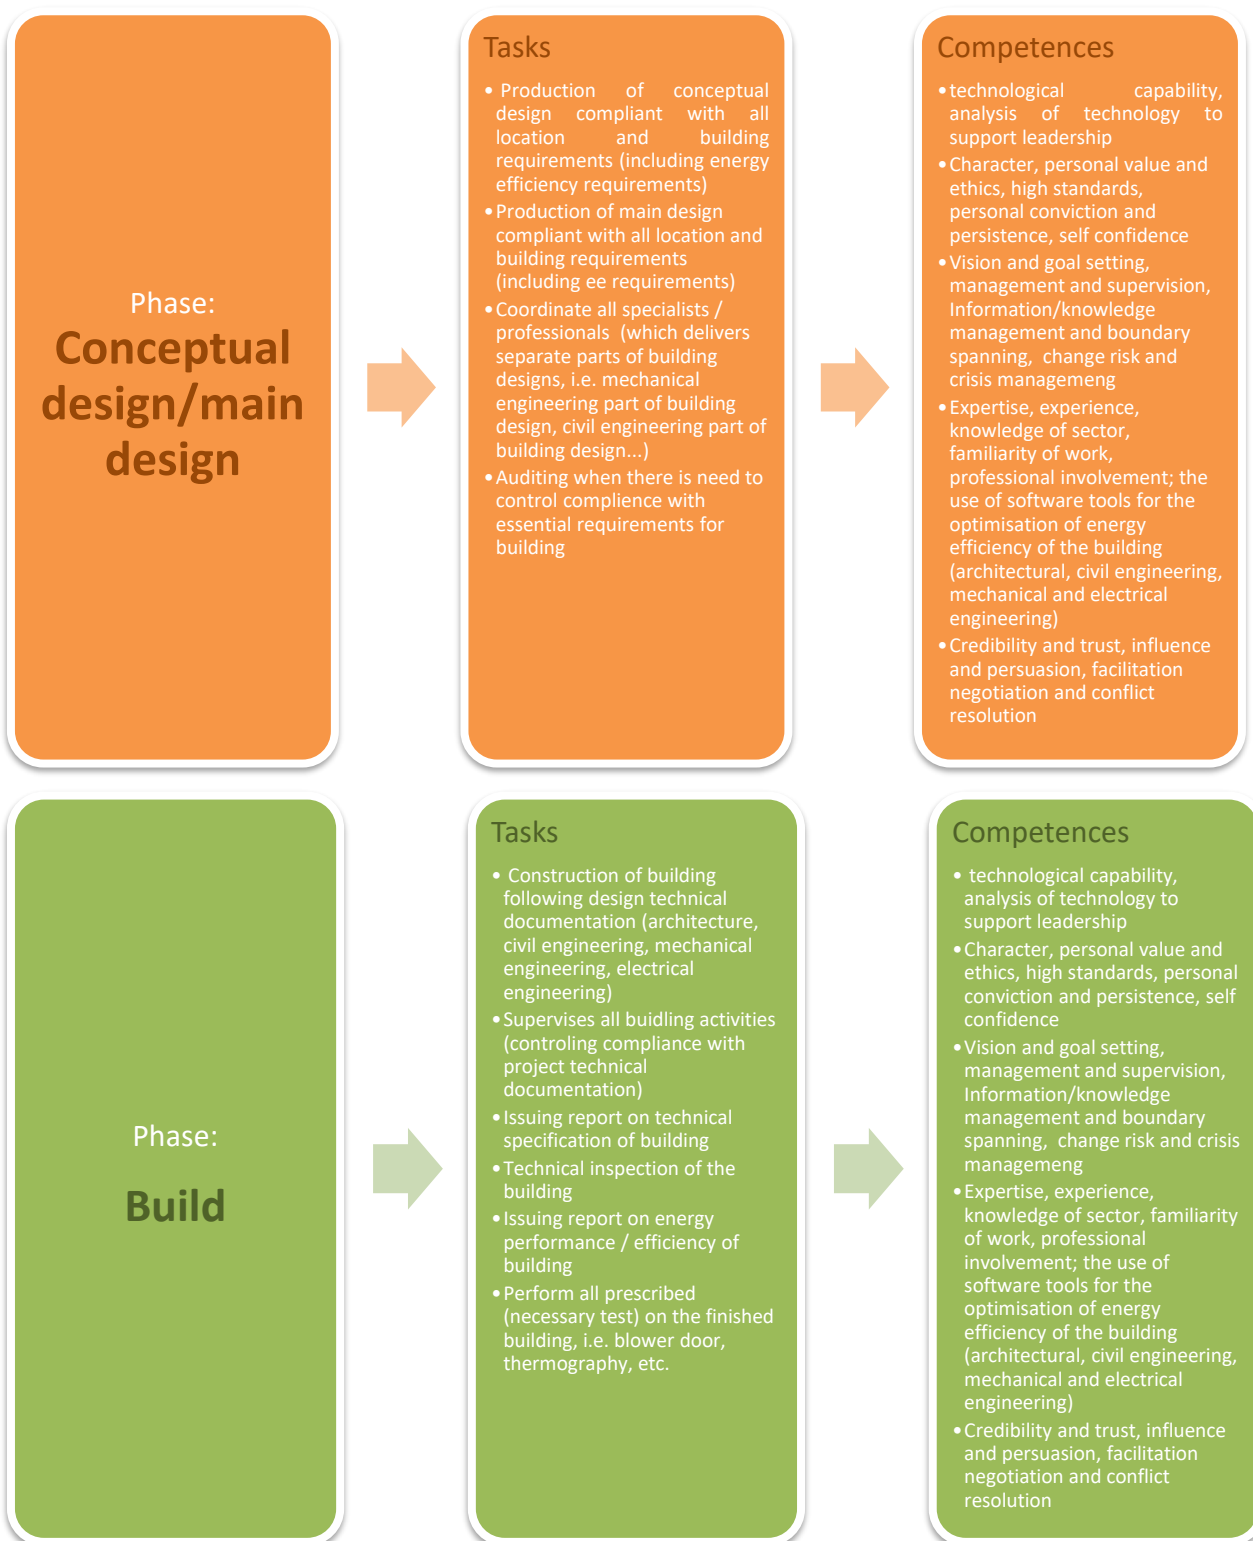 Phase:
Conceptual
design/main
design
Tasks
• Production of conceptual
design compliant with all
location and building
requirements (including energy
efficiency requirements)
•Production of main design
compliant with all location and
building requirements
(including ee requirements)
•Coordinate all specialists /
professionals (which delivers
separate parts of building
designs, i.e. mechanical
engineering part of building
design, civil engineering part of
building design...)
•Auditing when there is need to
control complience with
essential requirements for
building
Competences
•technological capability,
analysis of technology to
support leadership
•Character, personal value and
ethics, high standards,
personal conviction and
persistence, self confidence
•Vision and goal setting,
management and supervision,
Information/knowledge
management and boundary
spanning, change risk and
crisis managemeng
•Expertise, experience,
knowledge of sector,
familiarity of work,
professional involvement; the
use of software tools for the
optimisation of energy
efficiency of the building
(architectural, civil engineering,
mechanical and electrical
engineering)
•Credibility and trust, influence
and persuasion, facilitation
negotiation and conflict
resolution
Phase:
Build
Tasks
• Construction of building
following design technical
documentation (architecture,
civil engineering, mechanical
engineering, electrical
engineering)
•Supervises all buidling activities
(controling compliance with
project technical
documentation)
•Issuing report on technical
specification of building
•Technical inspection of the
building
•Issuing report on energy
performance / efficiency of
building
•Perform all prescribed
(necessary test) on the finished
building, i.e. blower door,
thermography, etc.
Competences
• technological capability,
analysis of technology to
support leadership
•Character, personal value and
ethics, high standards, personal
conviction and persistence, self
confidence
•Vision and goal setting,
management and supervision,
Information/knowledge
management and boundary
spanning, change risk and crisis
managemeng
•Expertise, experience,
knowledge of sector, familiarity
of work, professional
involvement; the use of
software tools for the
optimisation of energy
efficiency of the building
(architectural, civil engineering,
mechanical and electrical
engineering)
•Credibility and trust, influence
and persuasion, facilitation
negotiation and conflict
resolution